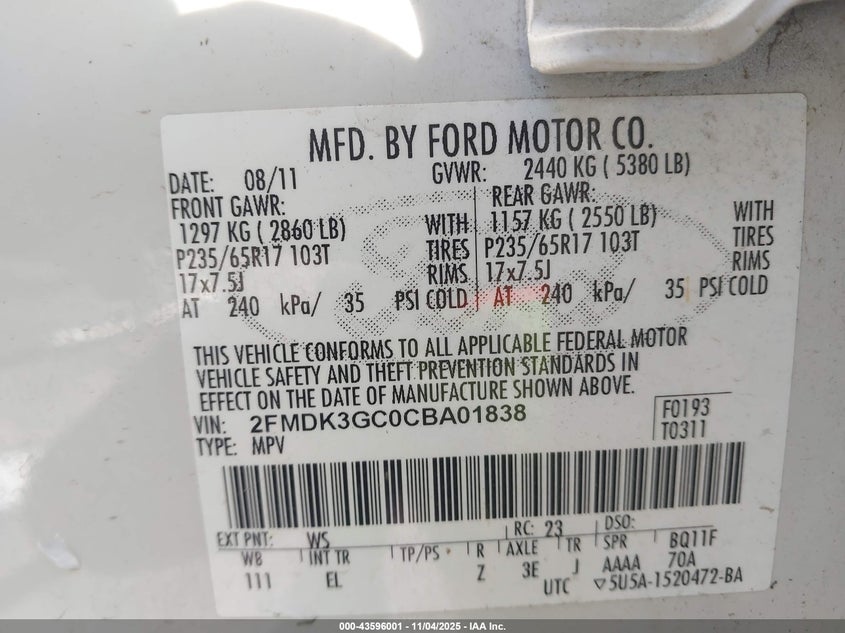 MFD. BY FORD MOTOR CO.
DATE: 08/11 GVWR: 2440 KG ( 5380 LB)
FRONT GAWR: REAR GAWR:
1297 KG ( 2860 LB) WITH 1157 KG ( 2550 LB) WITH
P235/65R17 103T TIRES P235/65R17 103T TIRES
17x7.5J RIMS 17x7.5J RIMS
AT 240 kPa/ 35 PSI COLD AT 240 kPa/ 35 PSI COLD
THIS VEHICLE CONFORMS TO ALL APPLICABLE FEDERAL MOTOR
VEHICLE SAFETY AND THEFT PREVENTION STANDARDS IN
EFFECT ON THE DATE OF MANUFACTURE SHOWN ABOVE.
VIN: 2FMDK3GC0CBA01838 F0193
TYPE: MPV T0311
EXT PNT: WS RC: 23 DSO:
WB INT TR TP/PS R AXLE TR SPR BQ11F
111 EL Z 3E J AAAA 70A
UTC 5U5A-1520472-BA
000-43596001 - 11/04/2025 - IAA Inc.